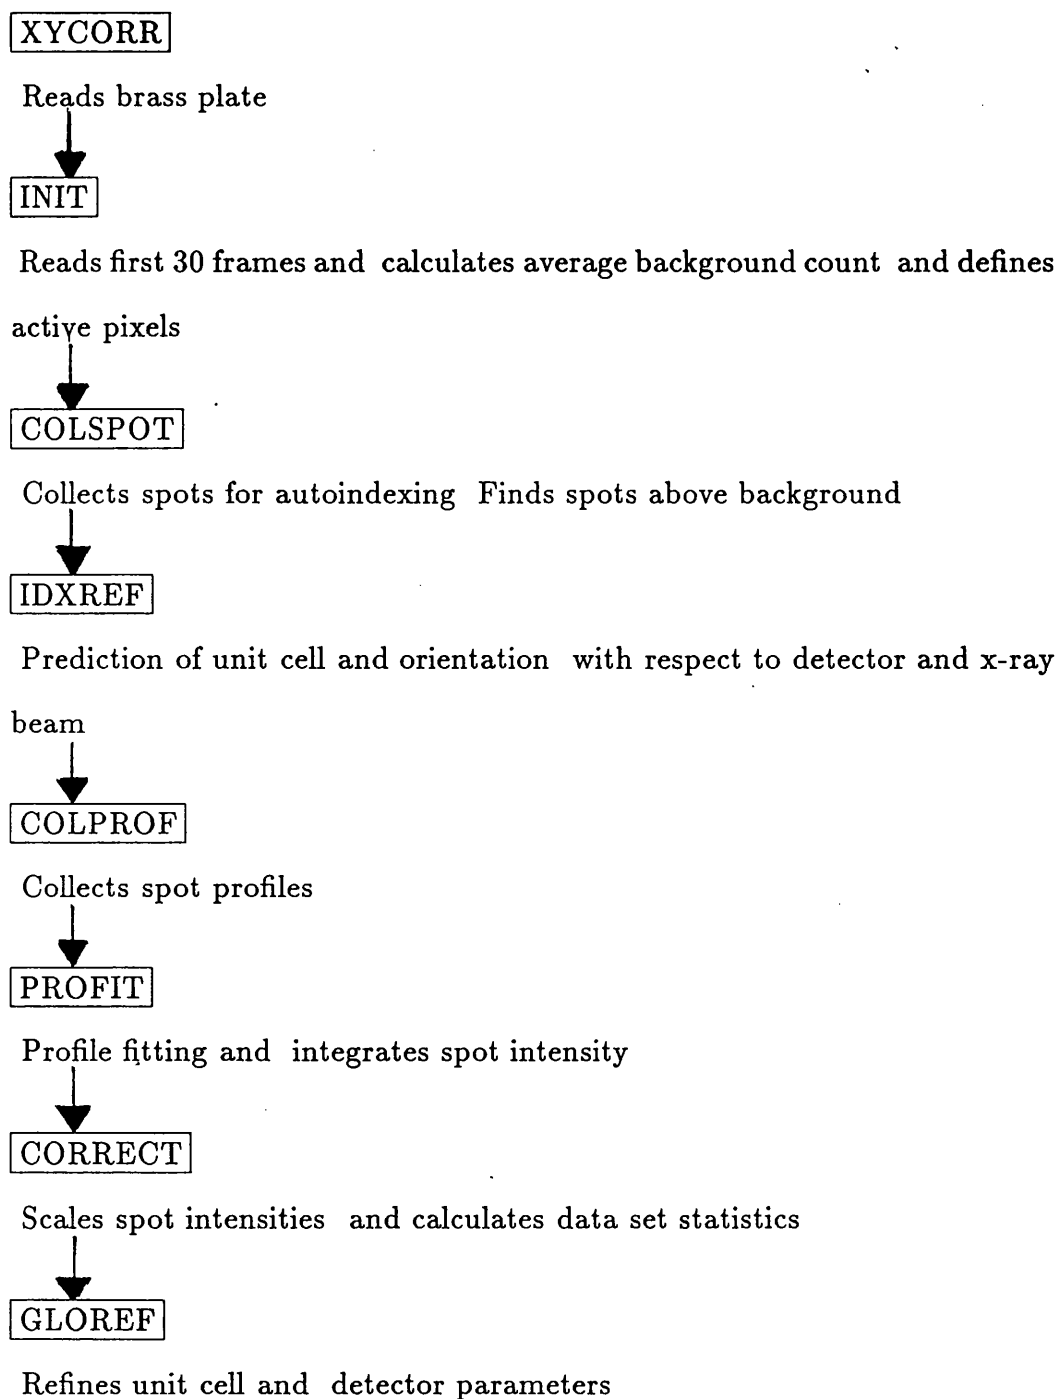 XYCORR
Reads brass plate
INIT
Reads first 30 frames and calculates average background count and defines
active pixels
COLSPOT
Collects spots for autoindexing Finds spots above background
IDXREF
Prediction of unit cell and orientation with respect to detector and x-ray
beam
COLPROF
Collects spot profiles
PROFIT
Profile fitting and integrates spot intensity
CORRECT
Scales spot intensities and calculates data set statistics
GLOREF
Refines unit cell and detector parameters